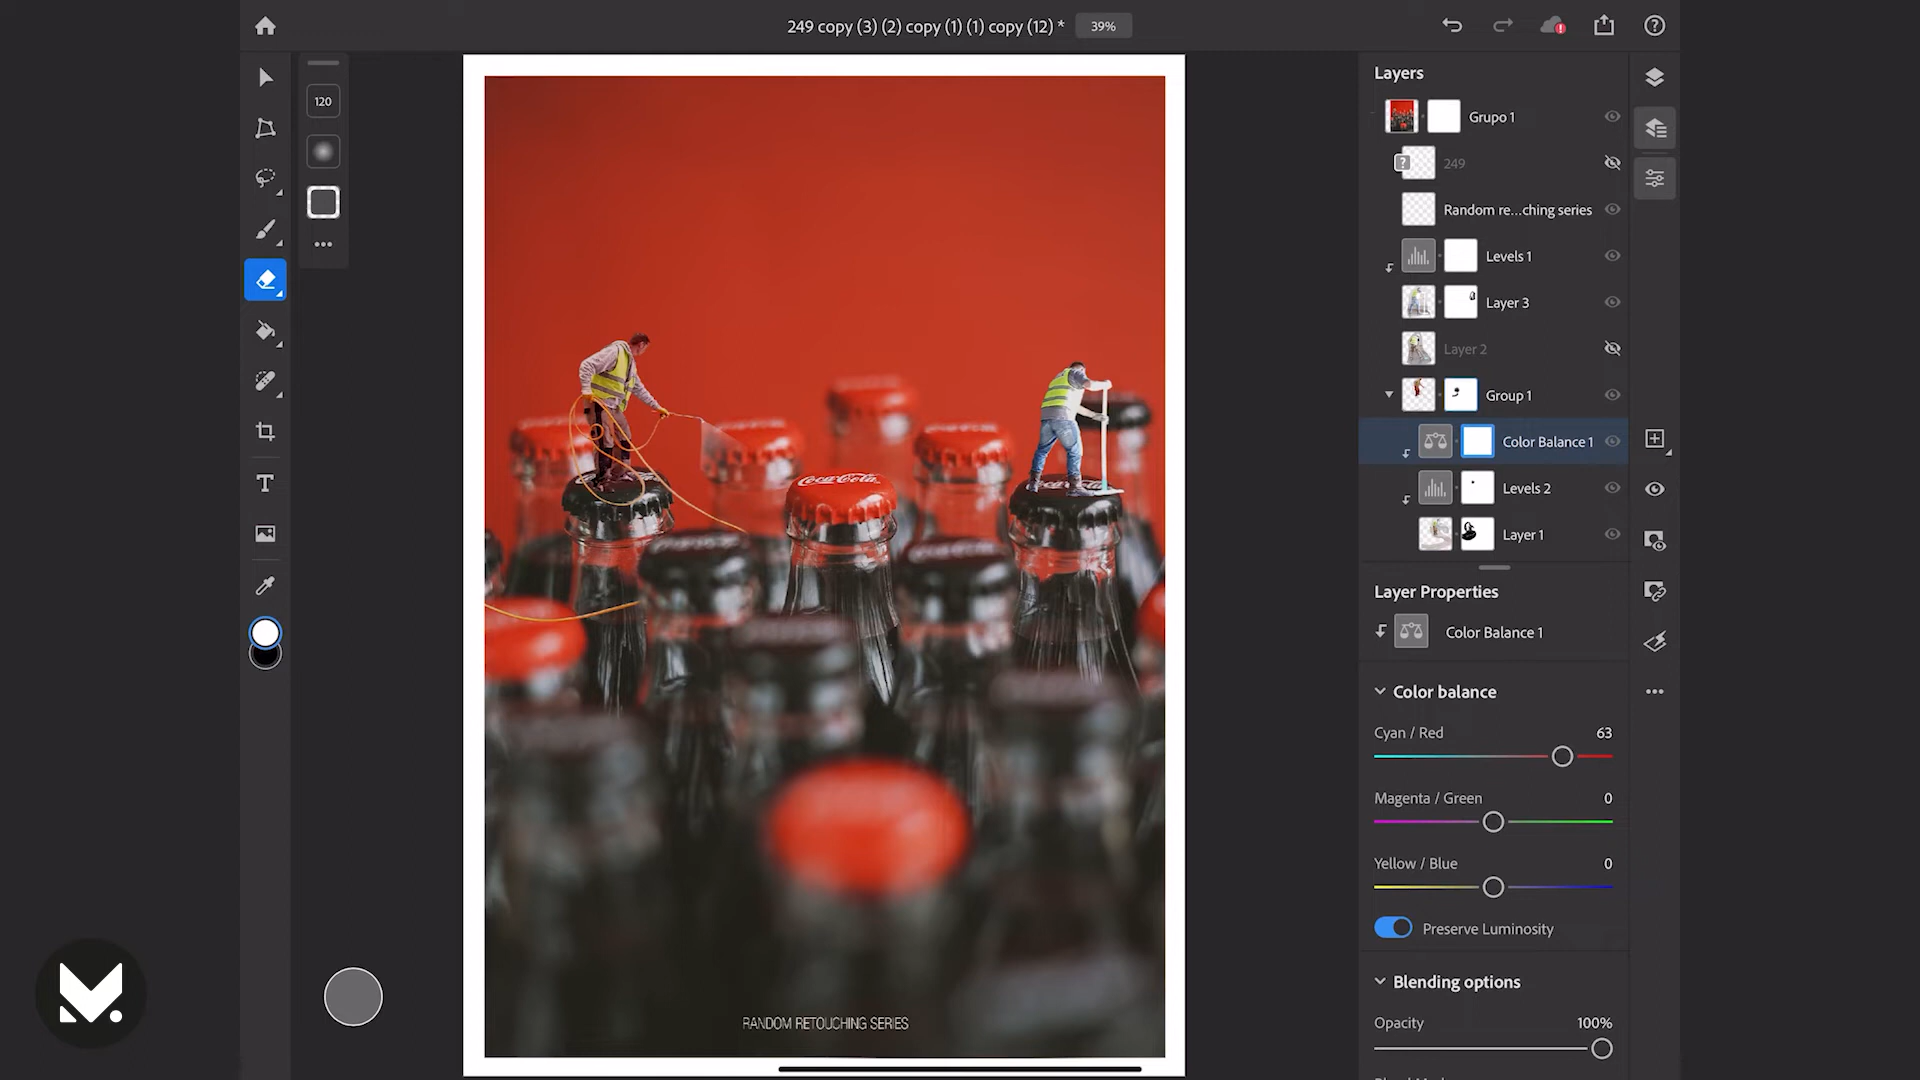 249 copy (3) (2) copy (1) (1) copy (12) *
39%
120
Layers
Grupo 1
?
249
Random re...ching series
Levels 1
Layer 3
Layer 2
Group 1
Color Balance 1
Levels 2
Layer 1
Layer Properties
Color Balance 1
Color balance
Cyan / Red
63
Magenta / Green
0
Yellow / Blue
0
Preserve Luminosity
Blending options
Opacity
100%
Coca-Cola
RANDOM RETOUCHING SERIES
M.